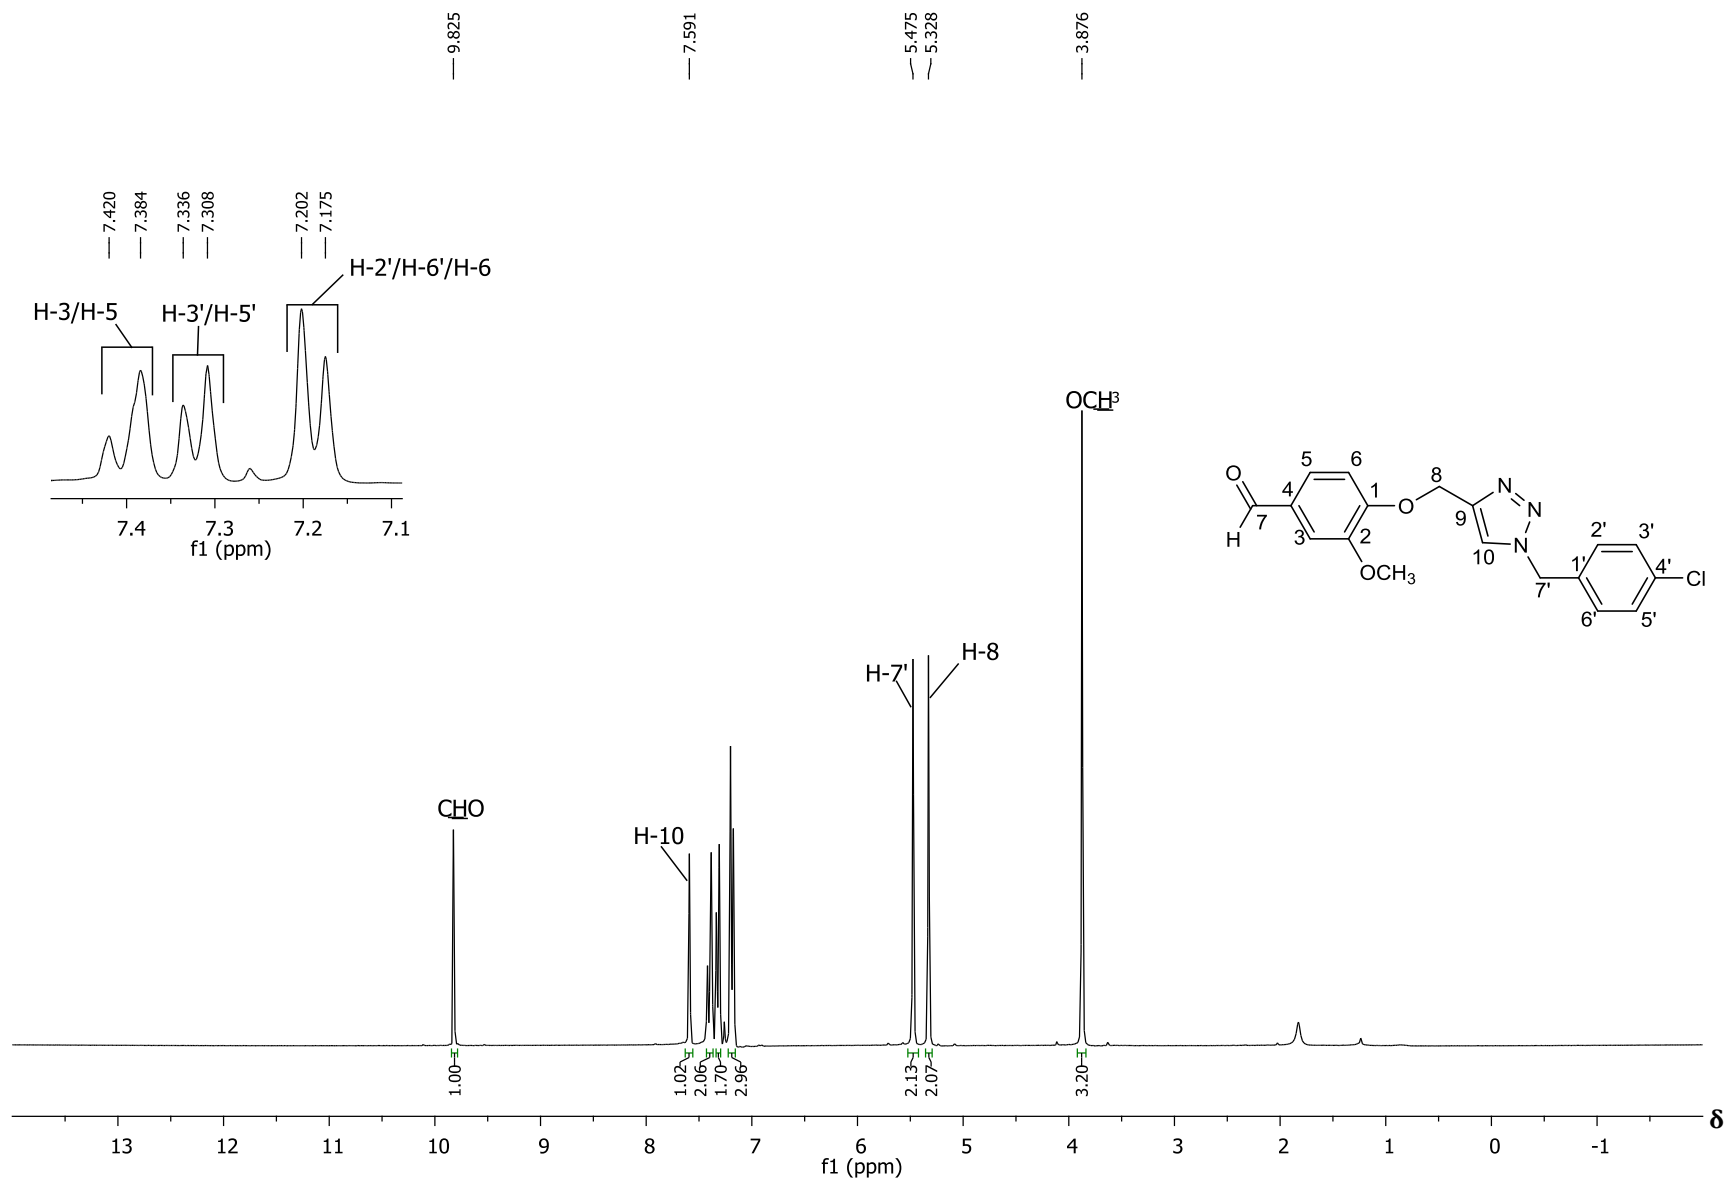 9.825
7.591
5.475
5.328
3.876
7.420
7.384
7.336
7.308
7.202
7.175
H-2'/H-6'/H-6
H-3/H-5
H-3'/H-5'
7.4 7.3 7.2 7.1
f1 (ppm)
OCH3
O
H
7
4
5
6
3
2
1
O
OCH3
8
9
10
N
N
N
7'
1'
2'
3'
4'
5'
6'
Cl
H-7'
H-8
CHO
H-10
1.00
1.02
2.06
1.70
2.96
2.13
2.07
3.20
13 12 11 10 9 8 7 6 5 4 3 2 1 0 -1
δ
f1 (ppm)